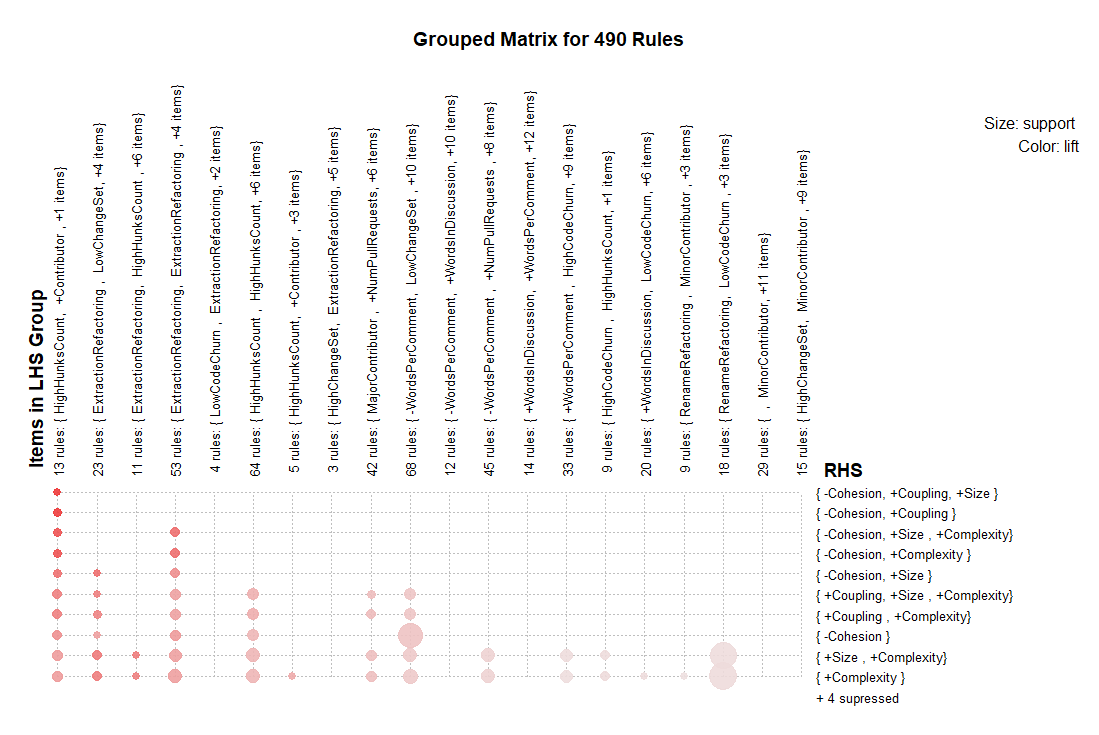 Grouped Matrix for 490 Rules
Size: support
Color: lift
Items in LHS Group
13 rules: { HighHunksCount, +Contributor , +1 items}
23 rules: { ExtractionRefactoring , LowChangeSet, +4 items}
11 rules: { ExtractionRefactoring, HighHunksCount , +6 items}
53 rules: { ExtractionRefactoring, ExtractionRefactoring , +4 items}
4 rules: { LowCodeChurn , ExtractionRefactoring, +2 items}
64 rules: { HighHunksCount , HighHunksCount, +6 items}
5 rules: { HighHunksCount, +Contributor , +3 items}
3 rules: { HighChangeSet, ExtractionRefactoring, +5 items}
42 rules: { MajorContributor , +NumPullRequests, +6 items}
68 rules: { -WordsPerComment, LowChangeSet , +10 items}
12 rules: { -WordsPerComment, +WordsInDiscussion, +10 items}
45 rules: { -WordsPerComment , +NumPullRequests , +8 items}
14 rules: { +WordsInDiscussion, +WordsPerComment, +12 items}
33 rules: { +WordsPerComment , HighCodeChurn, +9 items}
9 rules: { HighCodeChurn , HighHunksCount, +1 items}
20 rules: { +WordsInDiscussion, LowCodeChurn, +6 items}
9 rules: { RenameRefactoring , MinorContributor , +3 items}
18 rules: { RenameRefactoring, LowCodeChurn , +3 items}
29 rules: { , MinorContributor, +11 items}
15 rules: { HighChangeSet, MinorContributor , +9 items}
RHS
{ -Cohesion, +Coupling, +Size }
{ -Cohesion, +Coupling }
{ -Cohesion, +Size , +Complexity}
{ -Cohesion, +Complexity }
{ -Cohesion, +Size }
{ +Coupling, +Size , +Complexity}
{ +Coupling , +Complexity}
{ -Cohesion }
{ +Size , +Complexity}
{ +Complexity }
+ 4 supressed